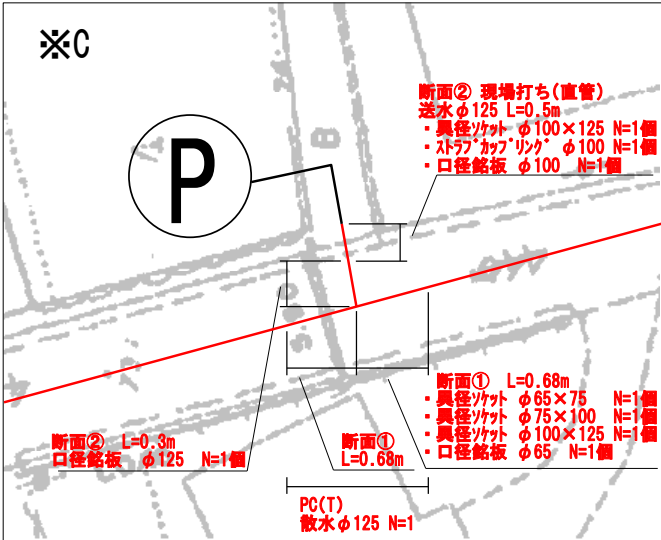 ※C
断面② 現場打ち(直管)
送水φ125 L=0.5m
・異径ソケット φ100×125 N=1個
・ストラブカップリング φ100 N=1個
・口径銘板 φ100 N=1個
P
断面① L=0.68m
・異径ソケット φ65×75 N=1個
・異径ソケット φ75×100 N=1個
・異径ソケット φ100×125 N=1個
・口径銘板 φ65 N=1個
断面② L=0.3m
口径銘板 φ125 N=1個
断面①
L=0.68m
PC(T)
散水φ125 N=1